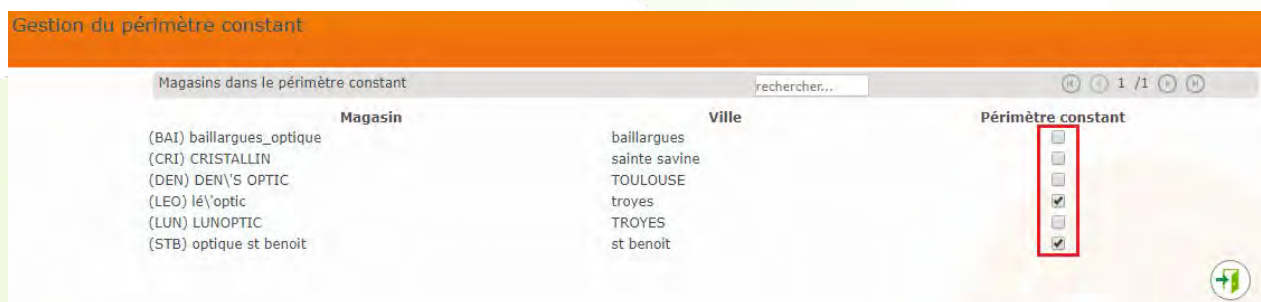 Gestion du périmètre constant
Magasins dans le périmètre constant rechercher... 1 /1
Magasin Ville Périmètre constant
(BAI) baillargues_optique baillargues
(CRI) CRISTALLIN sainte savine
(DEN) DEN\'S OPTIC TOULOUSE
(LEO) lé\'optic troyes
(LUN) LUNOPTIC TROYES
(STB) optique st benoit st benoit